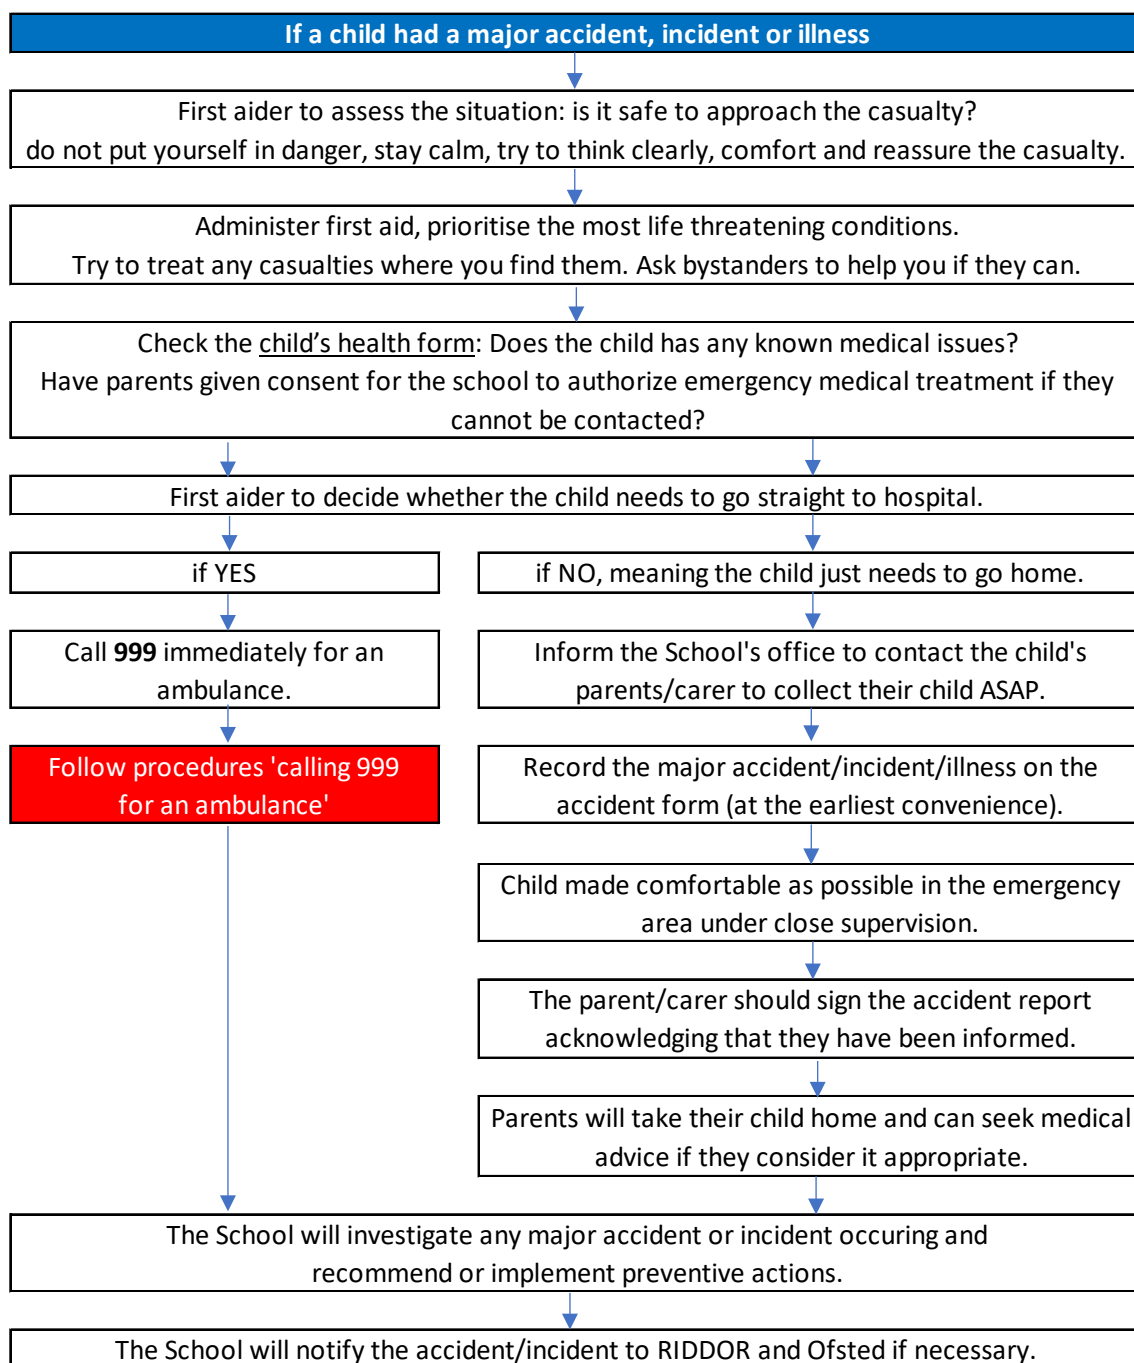 If a child had a major accident, incident or illness
First aider to assess the situation: is it safe to approach the casualty?
do not put yourself in danger, stay calm, try to think clearly, comfort and reassure the casualty.
Administer first aid, prioritise the most life threatening conditions.
Try to treat any casualties where you find them. Ask bystanders to help you if they can.
Check the child’s health form: Does the child has any known medical issues?
Have parents given consent for the school to authorize emergency medical treatment if they
cannot be contacted?
First aider to decide whether the child needs to go straight to hospital.
if YES
Call 999 immediately for an
ambulance.
Follow procedures 'calling 999
for an ambulance'
if NO, meaning the child just needs to go home.
Inform the School's office to contact the child's
parents/carer to collect their child ASAP.
Record the major accident/incident/illness on the
accident form (at the earliest convenience).
Child made comfortable as possible in the emergency
area under close supervision.
The parent/carer should sign the accident report
acknowledging that they have been informed.
Parents will take their child home and can seek medical
advice if they consider it appropriate.
The School will investigate any major accident or incident occuring and
recommend or implement preventive actions.
The School will notify the accident/incident to RIDDOR and Ofsted if necessary.